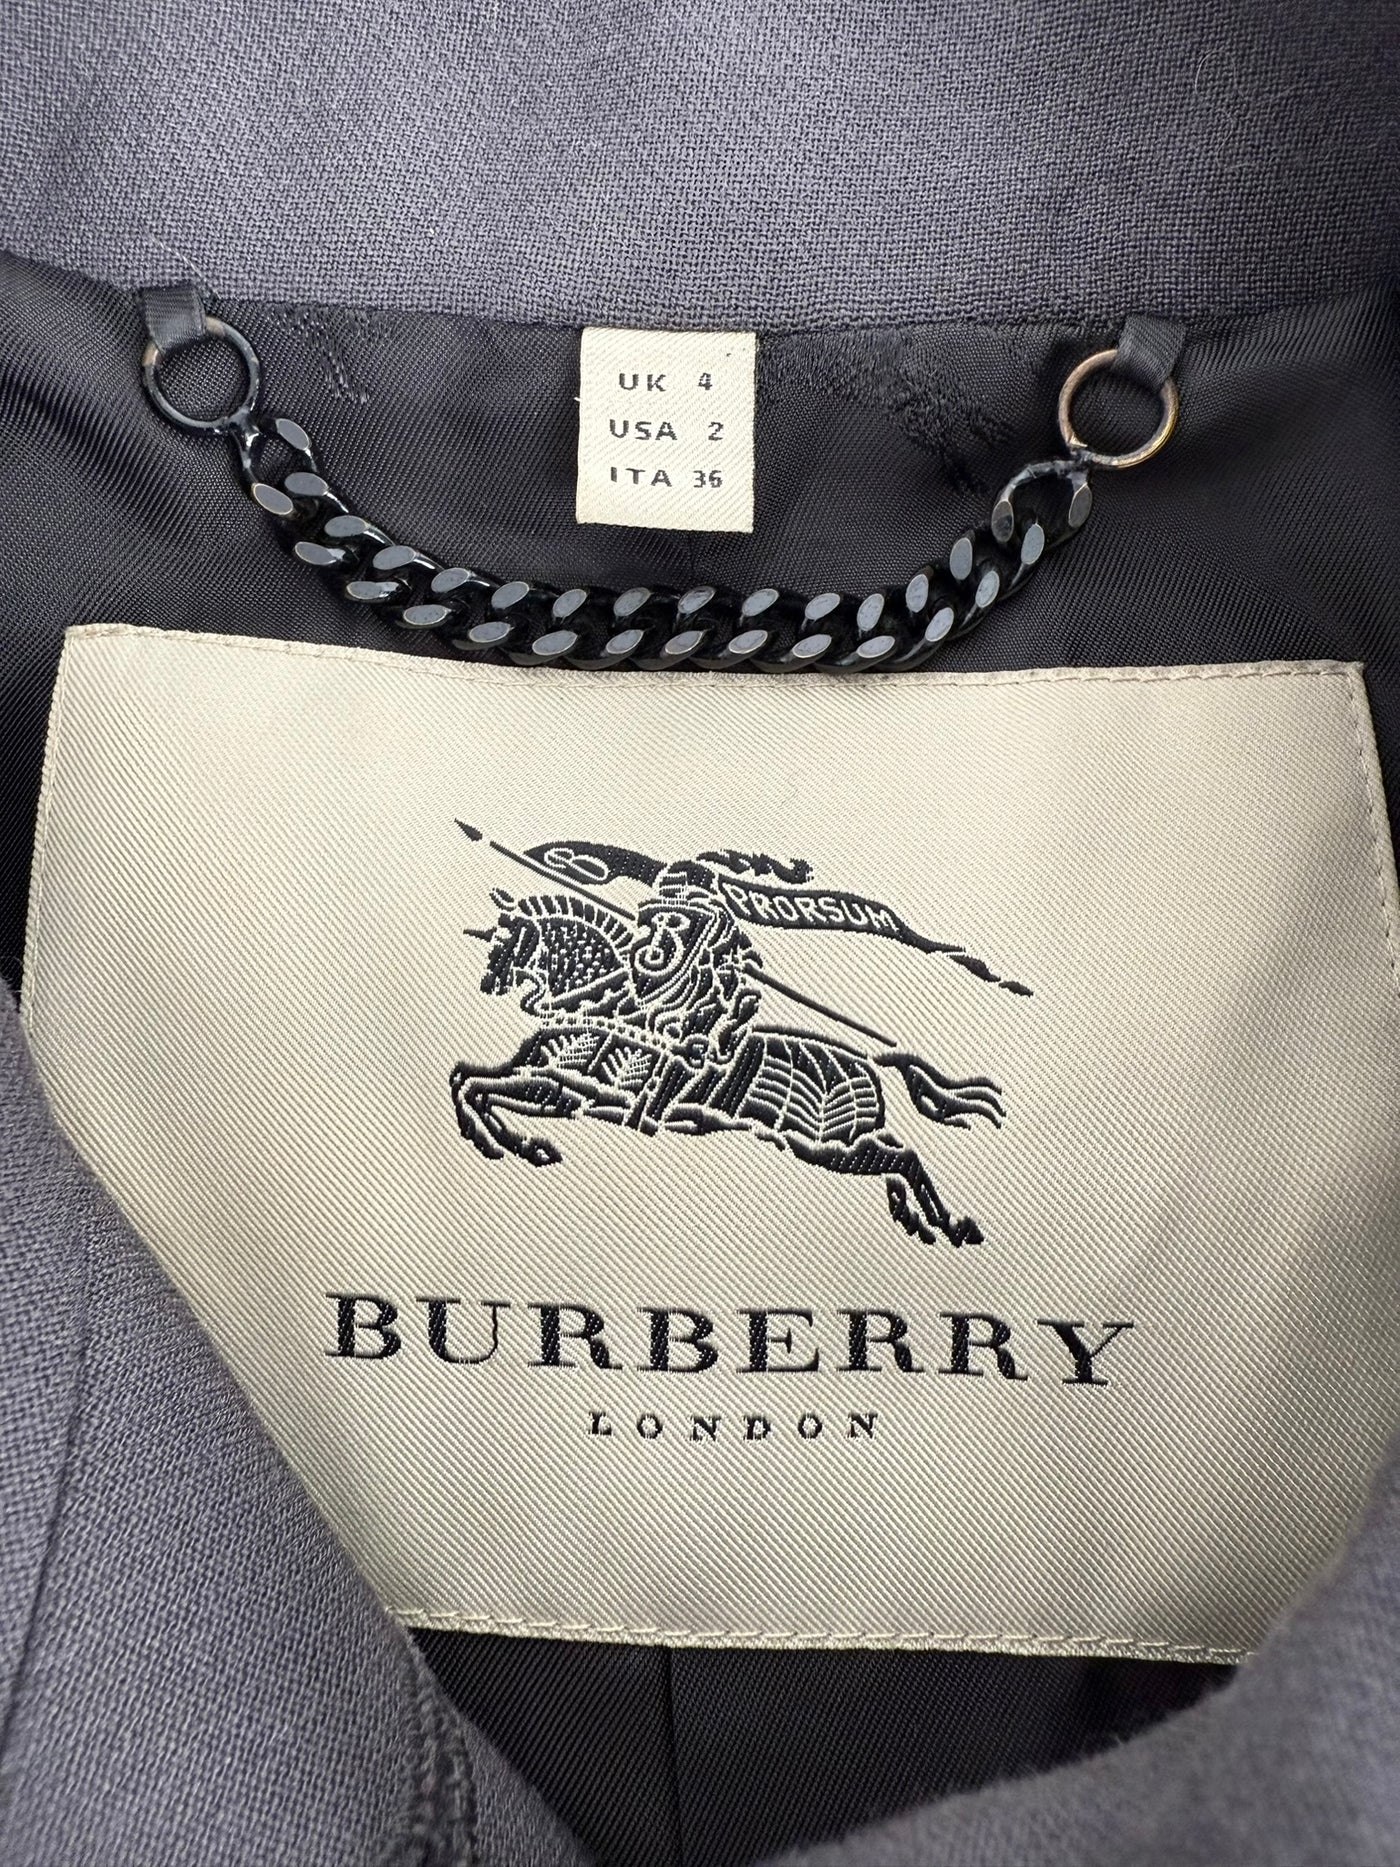 UK 4
USA 2
ITA 36
PRORSUM
B
BURBERRY
LONDON